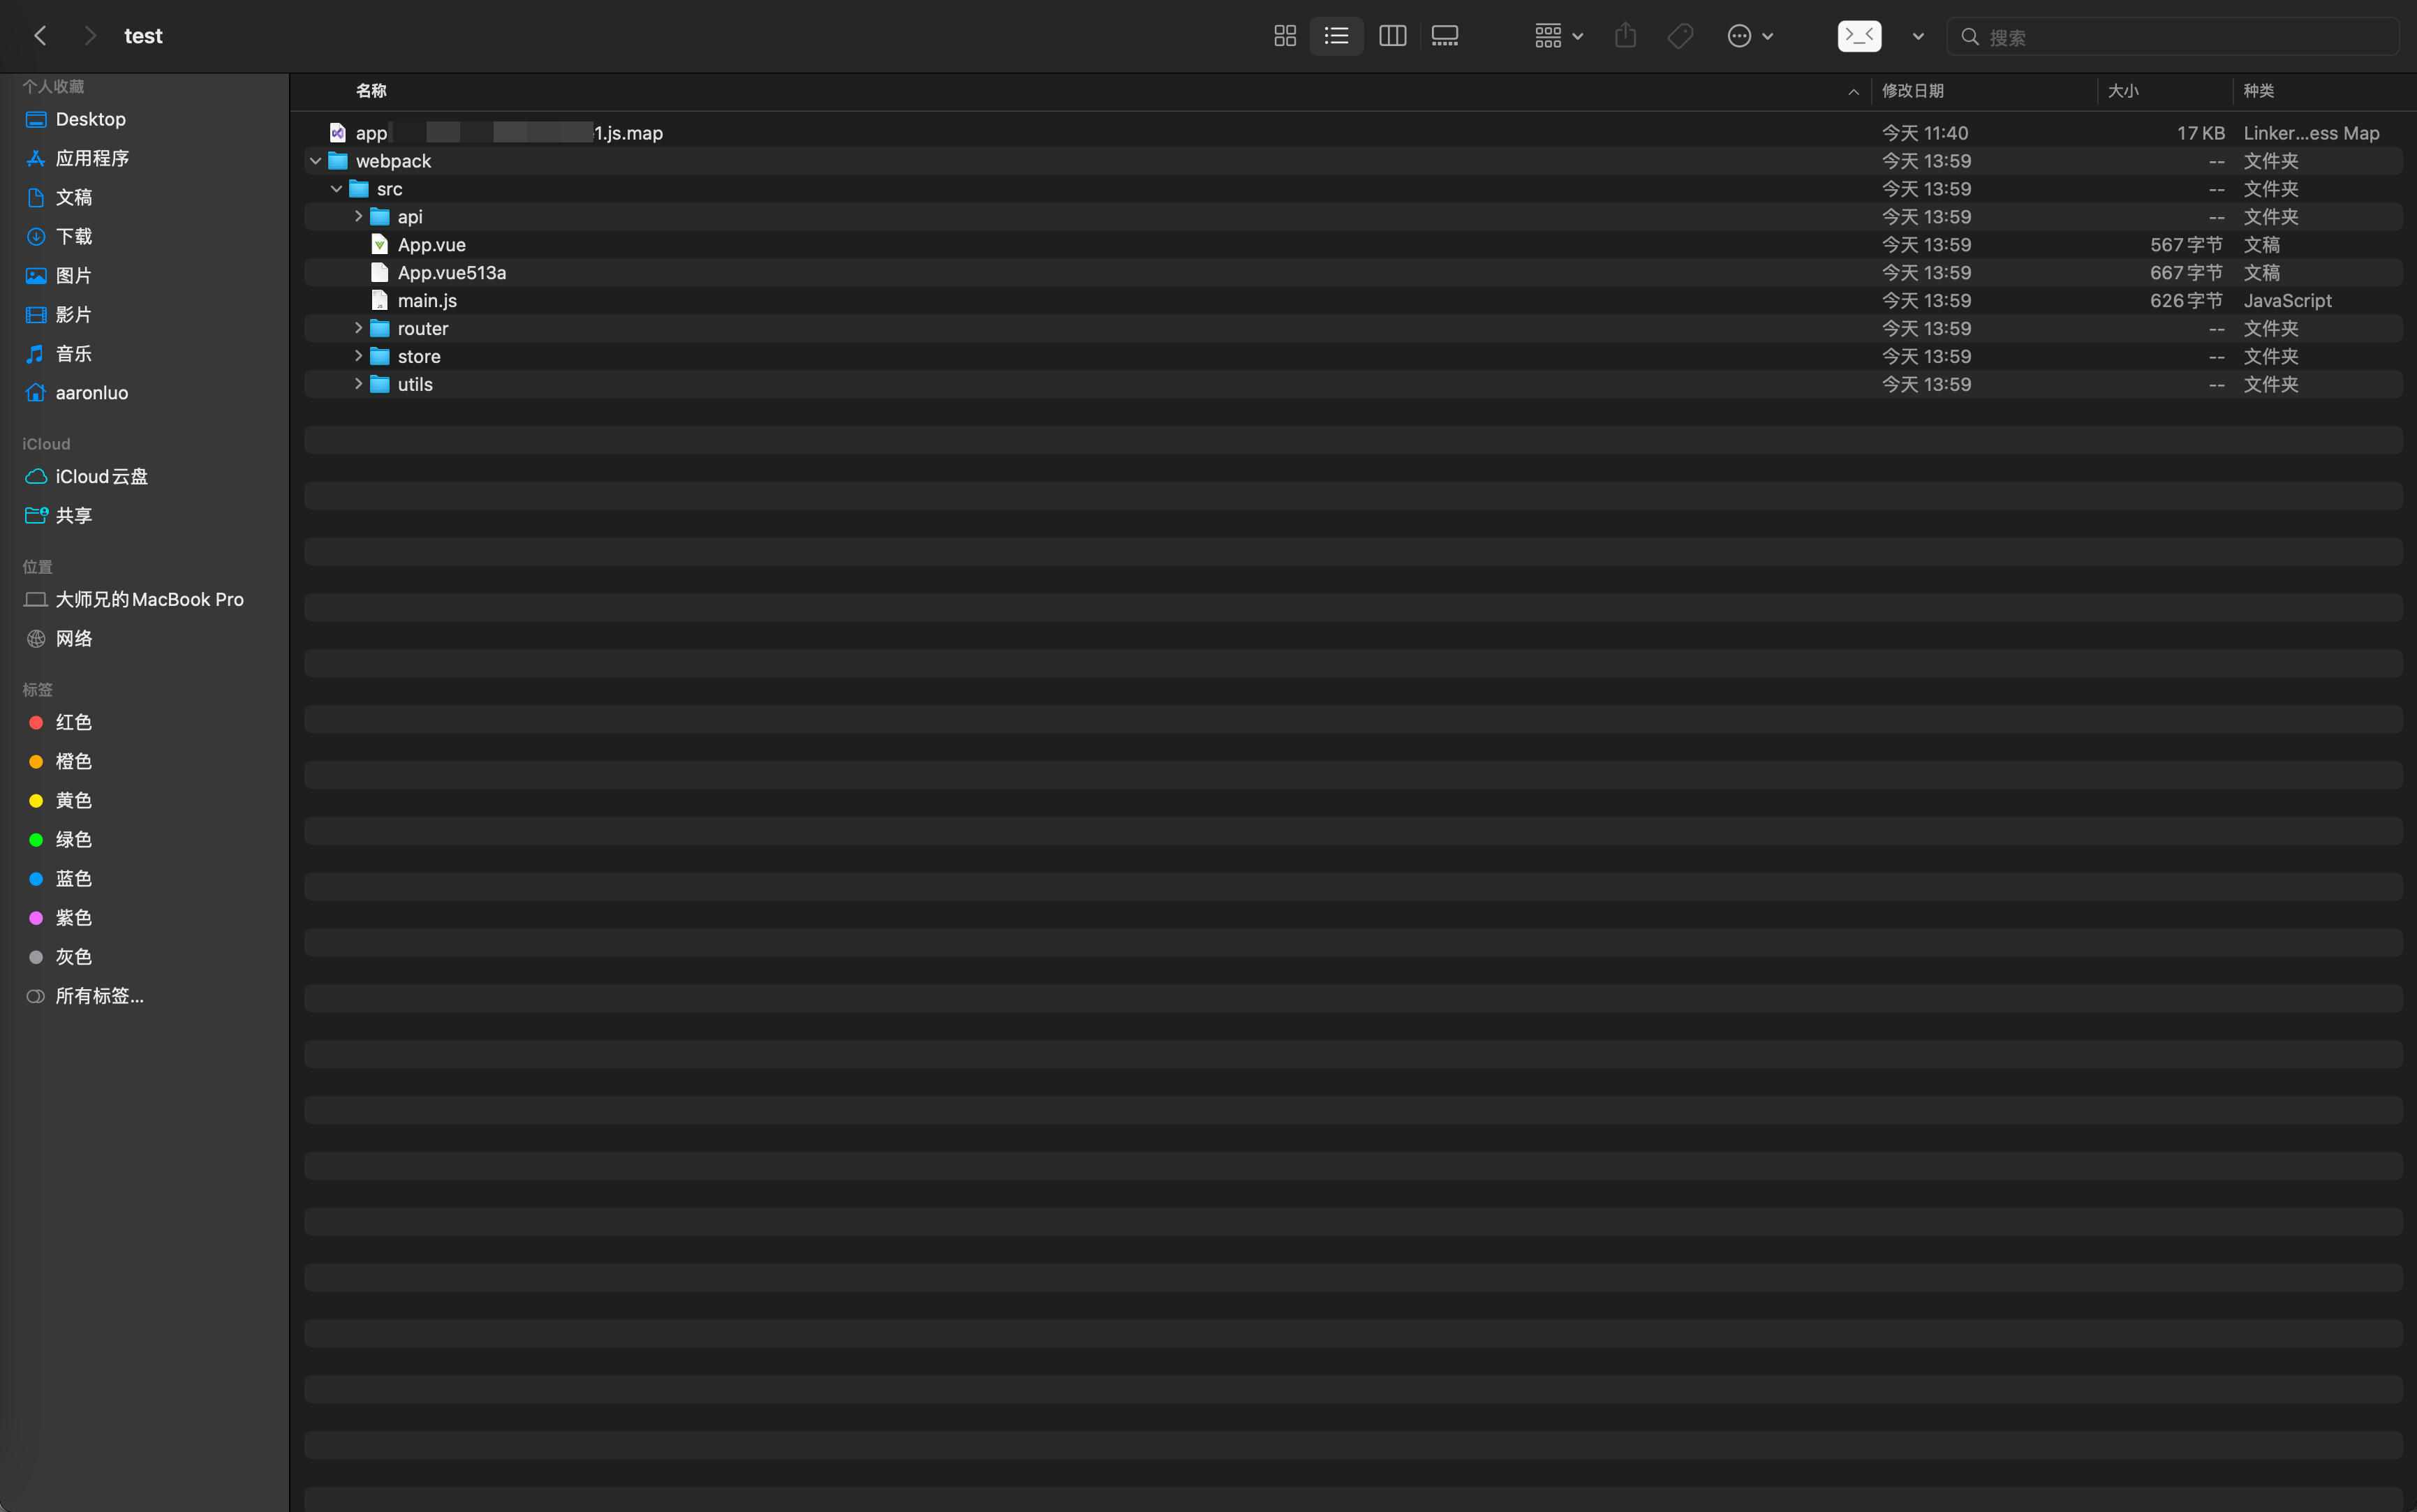 test
搜索
个人收藏
Desktop
应用程序
文稿
下载
图片
影片
音乐
aaronluo
iCloud
iCloud云盘
共享
位置
大师兄的MacBook Pro
网络
标签
红色
橙色
黄色
绿色
蓝色
紫色
灰色
所有标签...
名称 修改日期 大小 种类
app 1.js.map 今天 11:40 17 KB Linker...ess Map
webpack 今天 13:59 -- 文件夹
src 今天 13:59 -- 文件夹
api 今天 13:59 -- 文件夹
App.vue 今天 13:59 567字节 文稿
App.vue513a 今天 13:59 667字节 文稿
main.js 今天 13:59 626字节 JavaScript
router 今天 13:59 -- 文件夹
store 今天 13:59 -- 文件夹
utils 今天 13:59 -- 文件夹